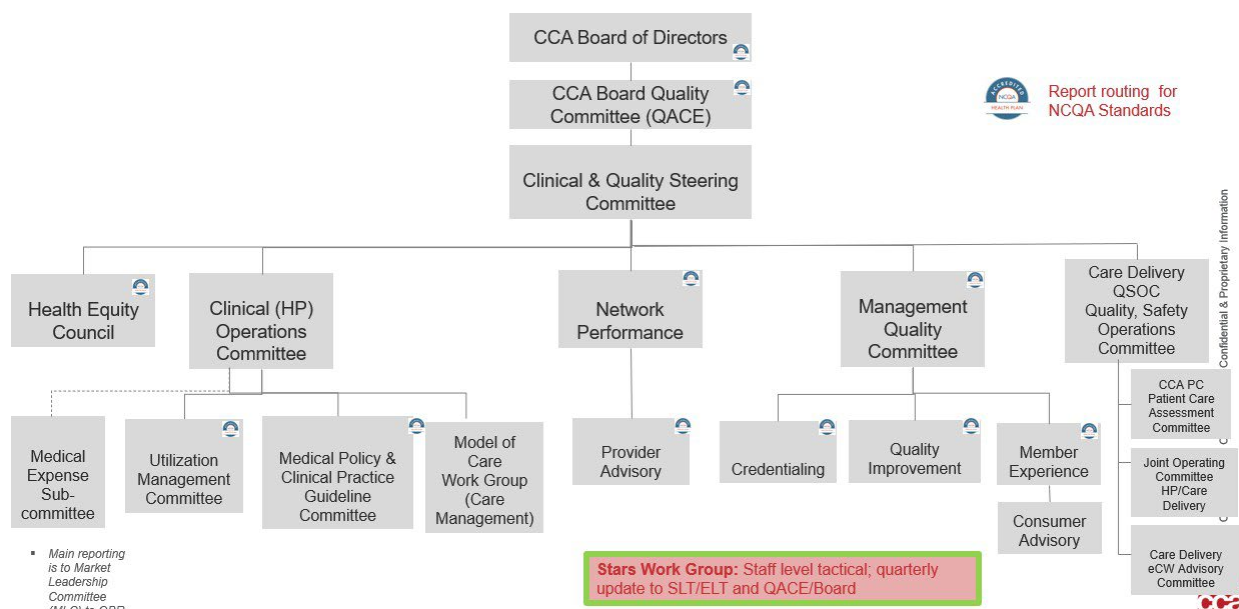 CCA Board of Directors
CCA Board Quality
Committee (QACE)
Clinical & Quality Steering
Committee
ACCREDITED
NCQA
HEALTH PLAN
Report routing for
NCQA Standards
Health Equity
Council
Clinical (HP)
Operations
Committee
Network
Performance
Management
Quality
Committee
Care Delivery
QSOC
Quality, Safety
Operations
Committee
Medical
Expense
Sub-
committee
Utilization
Management
Committee
Medical Policy &
Clinical Practice
Guideline
Committee
Model of
Care
Work Group
(Care
Management)
Provider
Advisory
Credentialing
Quality
Improvement
Member
Experience
Consumer
Advisory
CCA PC
Patient Care
Assessment
Committee
Joint Operating
Committee
HP/Care
Delivery
Care Delivery
eCW Advisory
Committee
Confidential & Proprietary Information
▪ Main reporting
is to Market
Leadership
Committee
Stars Work Group: Staff level tactical; quarterly
update to SLT/ELT and QACE/Board
cca